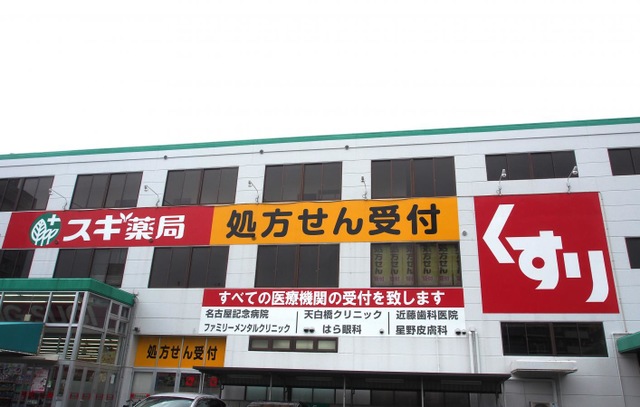 スギ薬局
処方せん受付
くすり
すべての医療機関の受付を致します
名古屋記念病院
天白橋クリニック
近藤歯科医院
ファミリーメンタルクリニック
はら眼科
星野皮膚科
処方せん受付